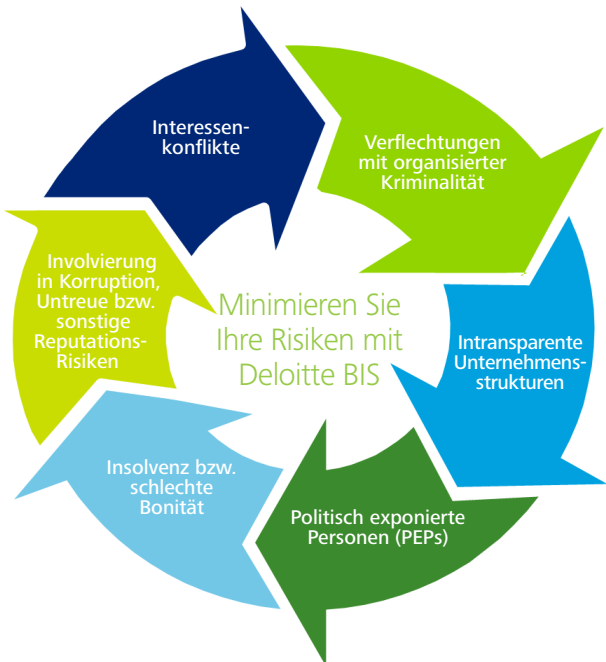 Interessen-
konflikte
Verflechtungen
mit organisierter
Kriminalität
Intransparente
Unternehmens-
strukturen
Politisch exponierte
Personen (PEPs)
Insolvenz bzw.
schlechte
Bonität
Involvierung
in Korruption,
Untreue bzw.
sonstige
Reputations-
Risiken
Minimieren Sie
Ihre Risiken mit
Deloitte BIS